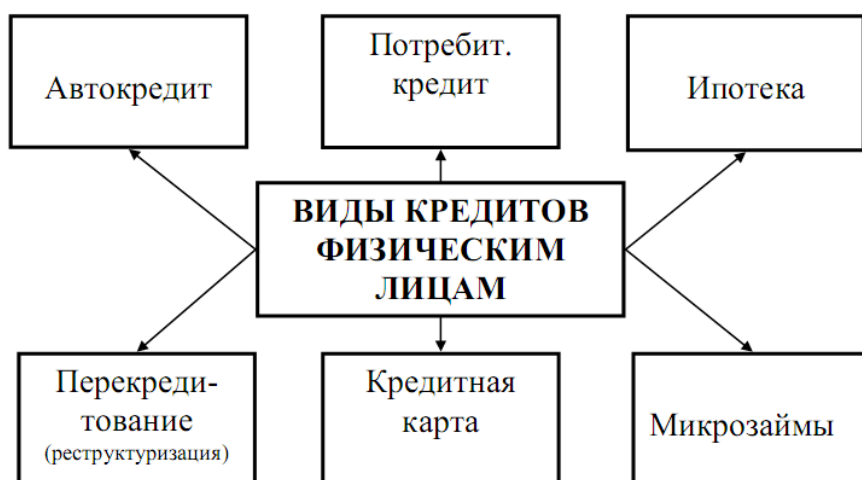 Автокредит
Потребит.
кредит
Ипотека
ВИДЫ КРЕДИТОВ
ФИЗИЧЕСКИМ
ЛИЦАМ
Перекреди-
тование
(реструктуризация)
Кредитная
карта
Микрозаймы